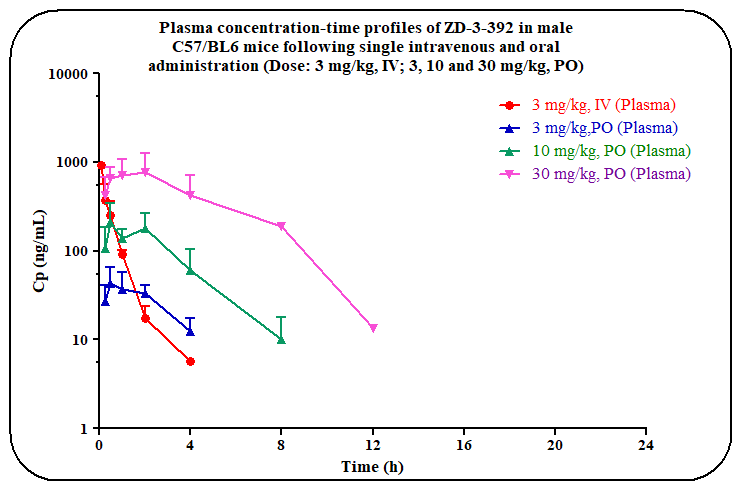 Plasma concentration-time profiles of ZD-3-392 in male
C57/BL6 mice following single intravenous and oral
administration (Dose: 3 mg/kg, IV; 3, 10 and 30 mg/kg, PO)
10000
1000
100
10
1
Cp (ng/mL)
3 mg/kg, IV (Plasma)
3 mg/kg,PO (Plasma)
10 mg/kg, PO (Plasma)
30 mg/kg, PO (Plasma)
0 4 8 12 16 20 24
Time (h)